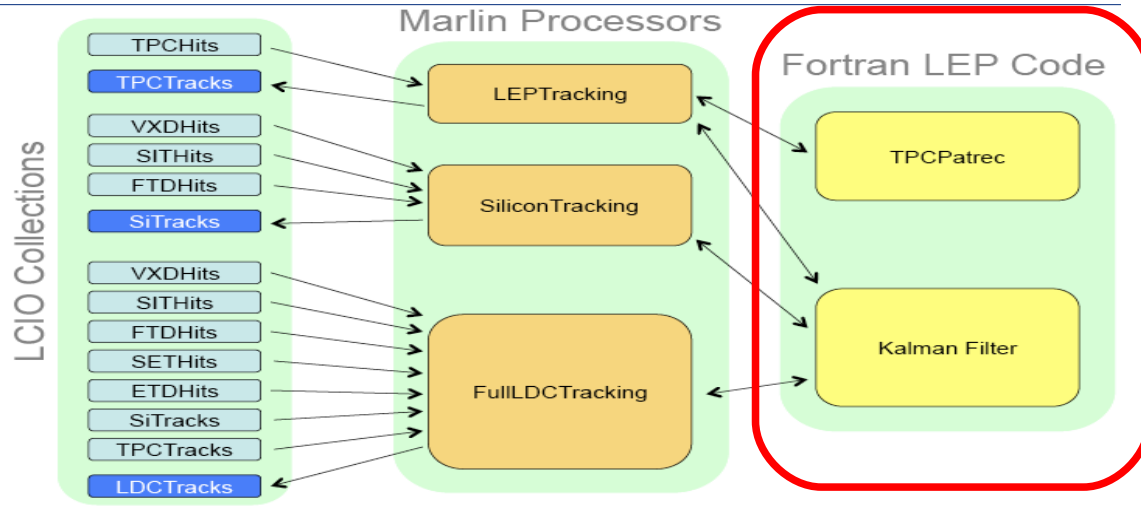 Marlin Processors
Fortran LEP Code
LCIO Collections
TPCHits
TPCTracks
VXDHits
SITHits
FTDHits
SiTracks
VXDHits
SITHits
FTDHits
SETHits
ETDHits
SiTracks
TPCTracks
LDCTracks
LEPTracking
SiliconTracking
FullLDCTracking
TPCPatrec
Kalman Filter